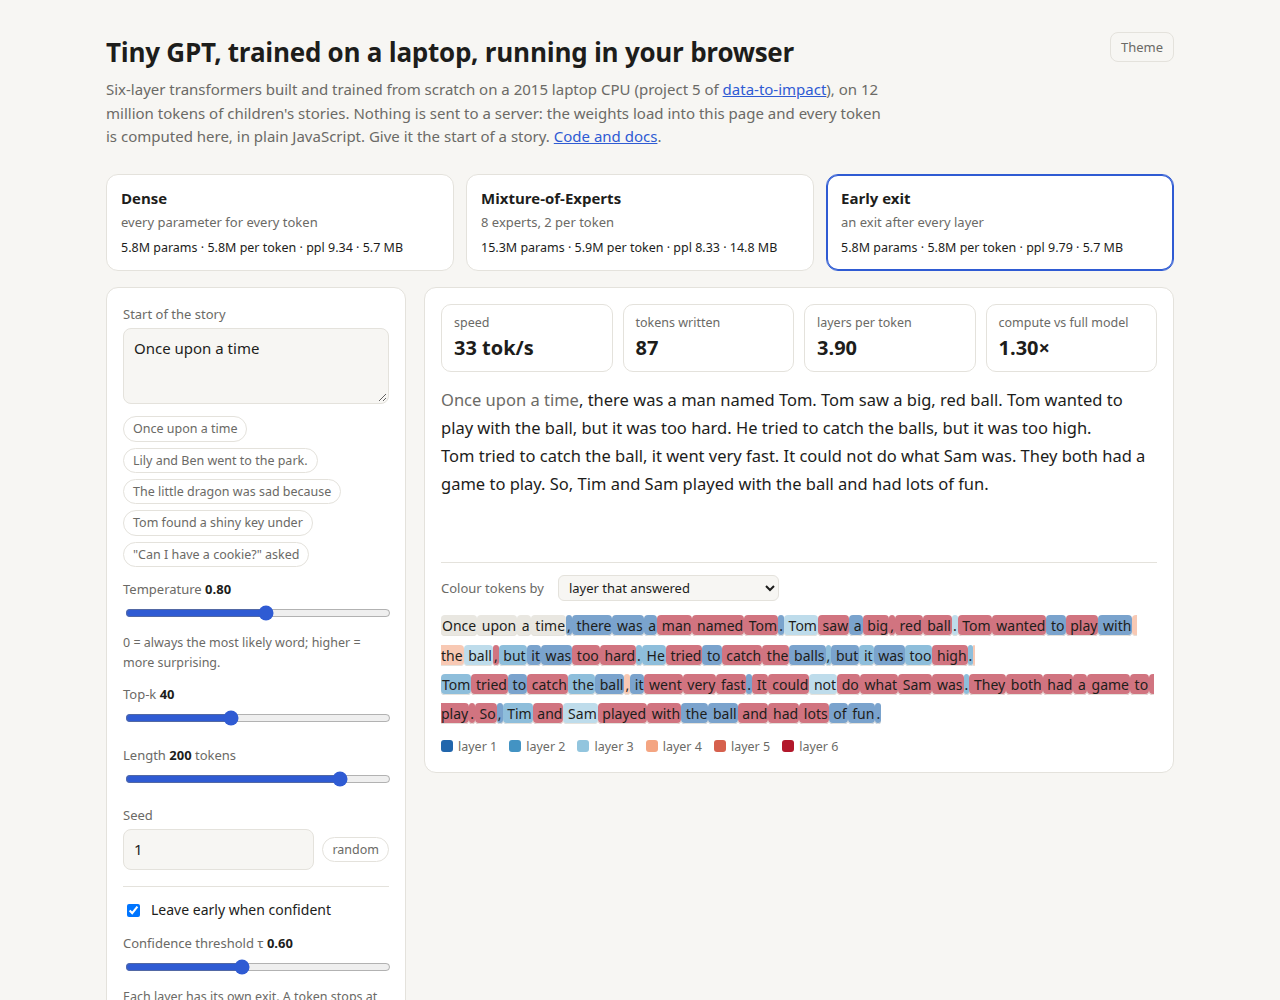 Tiny GPT, trained on a laptop, running in your browser
Theme
Six-layer transformers built and trained from scratch on a 2015 laptop CPU (project 5 of data-to-impact), on 12
million tokens of children's stories. Nothing is sent to a server: the weights load into this page and every token
is computed here, in plain JavaScript. Give it the start of a story. Code and docs.
Dense
every parameter for every token
5.8M params · 5.8M per token · ppl 9.34 · 5.7 MB
Mixture-of-Experts
8 experts, 2 per token
15.3M params · 5.9M per token · ppl 8.33 · 14.8 MB
Early exit
an exit after every layer
5.8M params · 5.8M per token · ppl 9.79 · 5.7 MB
Start of the story
Once upon a time
Once upon a time
Lily and Ben went to the park.
The little dragon was sad because
Tom found a shiny key under
"Can I have a cookie?" asked
Temperature 0.80
0 = always the most likely word; higher =
more surprising.
Top-k 40
Length 200 tokens
Seed
1
random
Leave early when confident
Confidence threshold τ 0.60
Each layer has its own exit. A token stops at
speed
33 tok/s
tokens written
87
layers per token
3.90
compute vs full model
1.30×
Once upon a time, there was a man named Tom. Tom saw a big, red ball. Tom wanted to
play with the ball, but it was too hard. He tried to catch the balls, but it was too high.
Tom tried to catch the ball, it went very fast. It could not do what Sam was. They both had a
game to play. So, Tim and Sam played with the ball and had lots of fun.
Colour tokens by
layer that answered
Once upon a time, there was a man named Tom. Tom saw a big, red ball. Tom wanted to play with
the ball, but it was too hard. He tried to catch the balls, but it was too high.
Tom tried to catch the ball, it went very fast. It could not do what Sam was. They both had a game to
play. So, Tim and Sam played with the ball and had lots of fun.
layer 1
layer 2
layer 3
layer 4
layer 5
layer 6